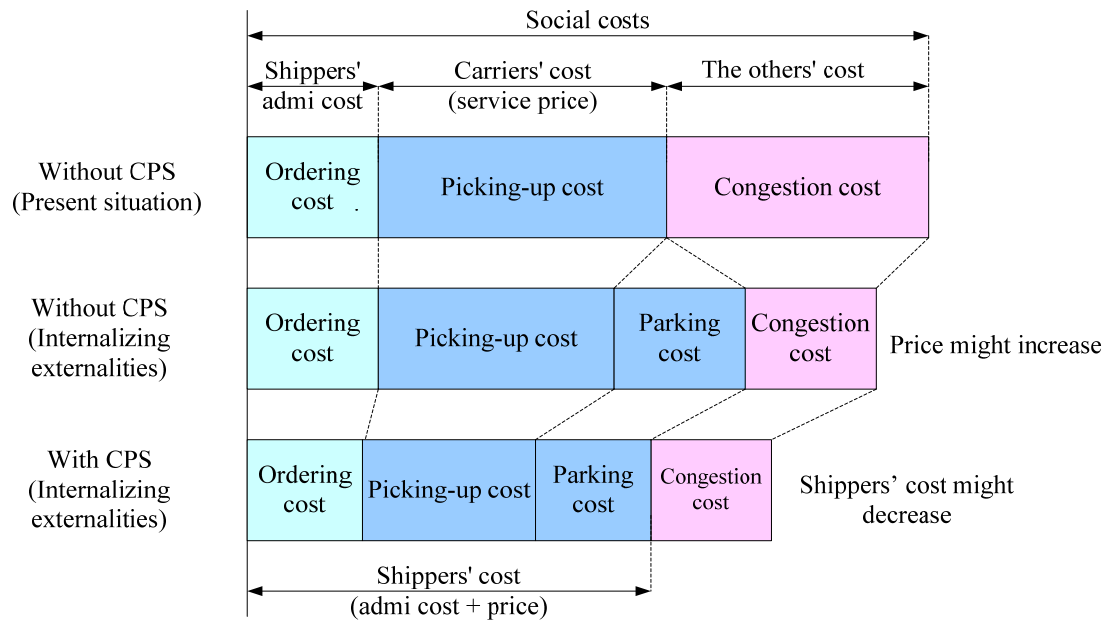 Social costs
Shippers'
admi cost
Carriers' cost
(service price)
The others' cost
Without CPS
(Present situation)
Ordering
cost .
Picking-up cost
Congestion cost
Without CPS
(Internalizing
externalities)
Ordering
cost
Picking-up cost
Parking
cost
Congestion
cost
Price might increase
With CPS
(Internalizing
externalities)
Ordering
cost
Picking-up cost
Parking
cost
Congestion
cost
Shippers’ cost might
decrease
Shippers' cost
(admi cost + price)